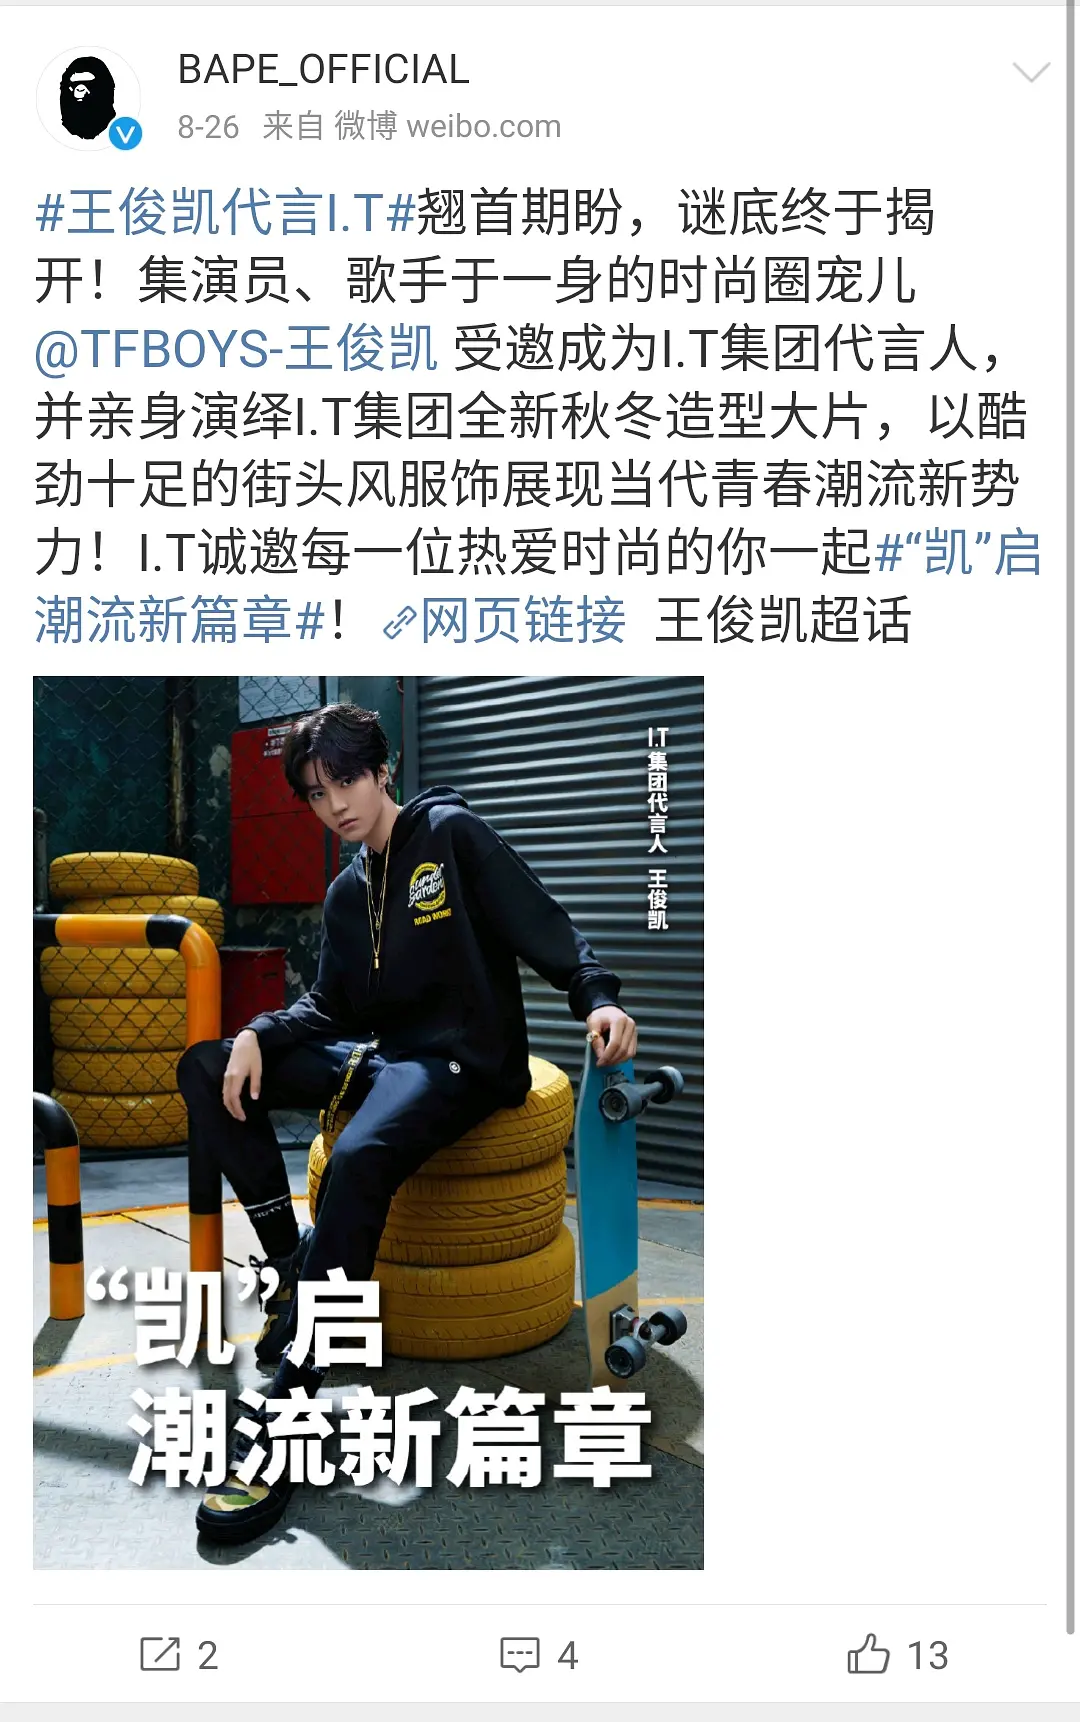 BAPE_OFFICIAL
8-26 来自 微博 weibo.com
#王俊凯代言I.T#翘首期盼，谜底终于揭
开！集演员、歌手于一身的时尚圈宠儿
@TFBOYS-王俊凯 受邀成为I.T集团代言人，
并亲身演绎I.T集团全新秋冬造型大片，以酷
劲十足的街头风服饰展现当代青春潮流新势
力！I.T诚邀每一位热爱时尚的你一起#“凯”启
潮流新篇章#！ 网页链接 王俊凯超话
I.T集团代言人 王俊凯
READ WORK
“凯”启
潮流新篇章
2 4 13